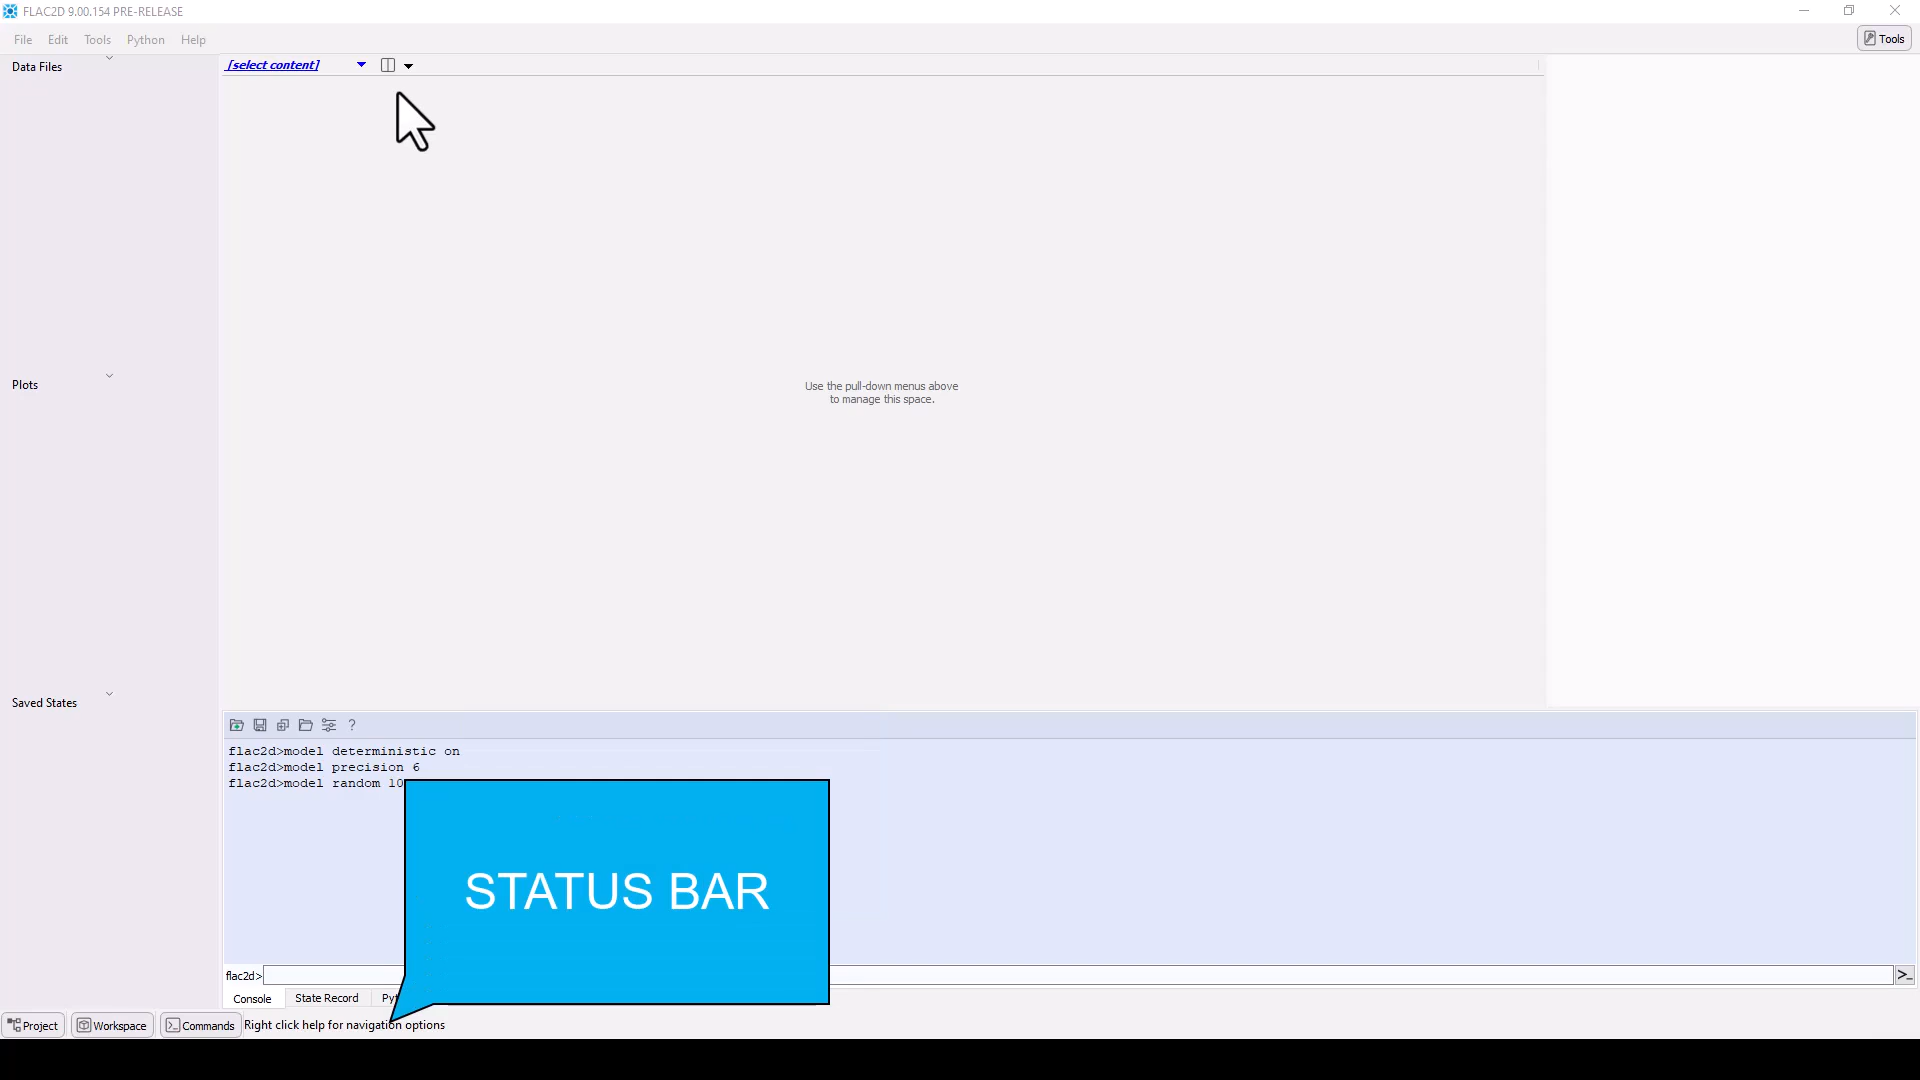 FLAC2D 9.00.154 PRE-RELEASE
File Edit Tools Python Help
Tools
Data Files
[select content]
Use the pull-down menus above
to manage this space.
Plots
Saved States
?
flac2d>model deterministic on
flac2d>model precision 6
flac2d>model random 10
STATUS BAR
flac2d>
Console State Record
Project Workspace Commands Right click help for navigation options